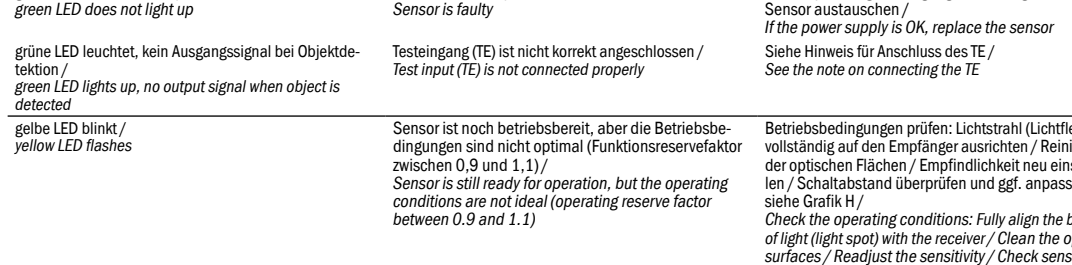 green LED does not light up
Sensor is faulty
Sensor austauschen /
If the power supply is OK, replace the sensor
grüne LED leuchtet, kein Ausgangssignal bei Objektde-
tektion /
green LED lights up, no output signal when object is
detected
Testeingang (TE) ist nicht korrekt angeschlossen /
Test input (TE) is not connected properly
Siehe Hinweis für Anschluss des TE /
See the note on connecting the TE
gelbe LED blinkt /
yellow LED flashes
Sensor ist noch betriebsbereit, aber die Betriebsbe-
dingungen sind nicht optimal (Funktionsreservefaktor
zwischen 0,9 und 1,1) /
Sensor is still ready for operation, but the operating
conditions are not ideal (operating reserve factor
between 0.9 and 1.1)
Betriebsbedingungen prüfen: Lichtstrahl
vollständig auf den Empfänger ausrichten /
der optischen Flächen / Empfindlichkeit neu
len / Schaltabstand überprüfen und ggf.
siehe Grafik H /
Check the operating conditions: Fully align the
of light (light spot) with the receiver / Clean the
surfaces / Readjust the sensitivity / Check